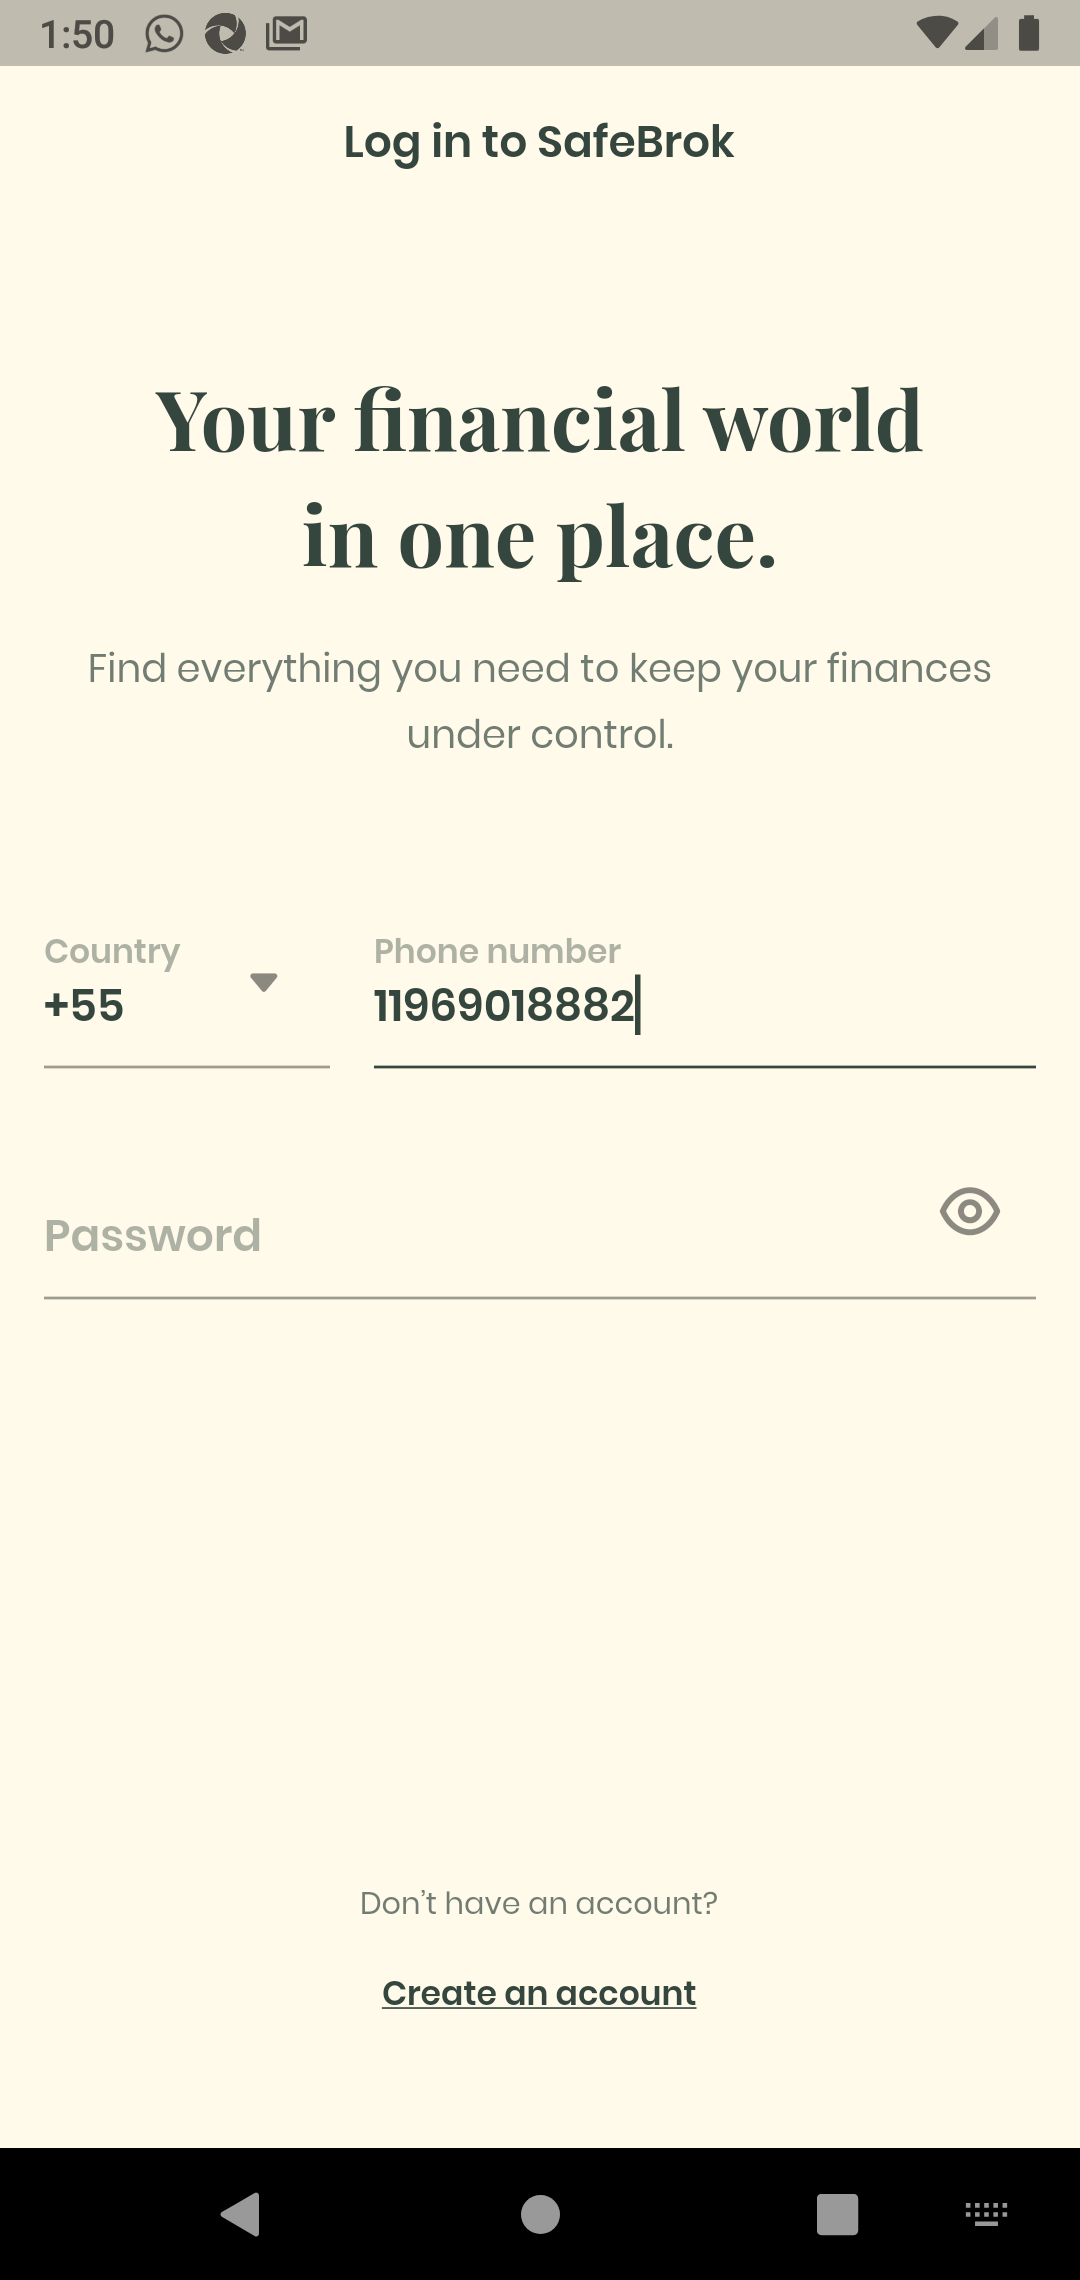 1:50
Log in to SafeBrok
Your financial world
in one place.
Find everything you need to keep your finances
under control.
Country
+55
Phone number
11969018882
Password
Don't have an account?
Create an account